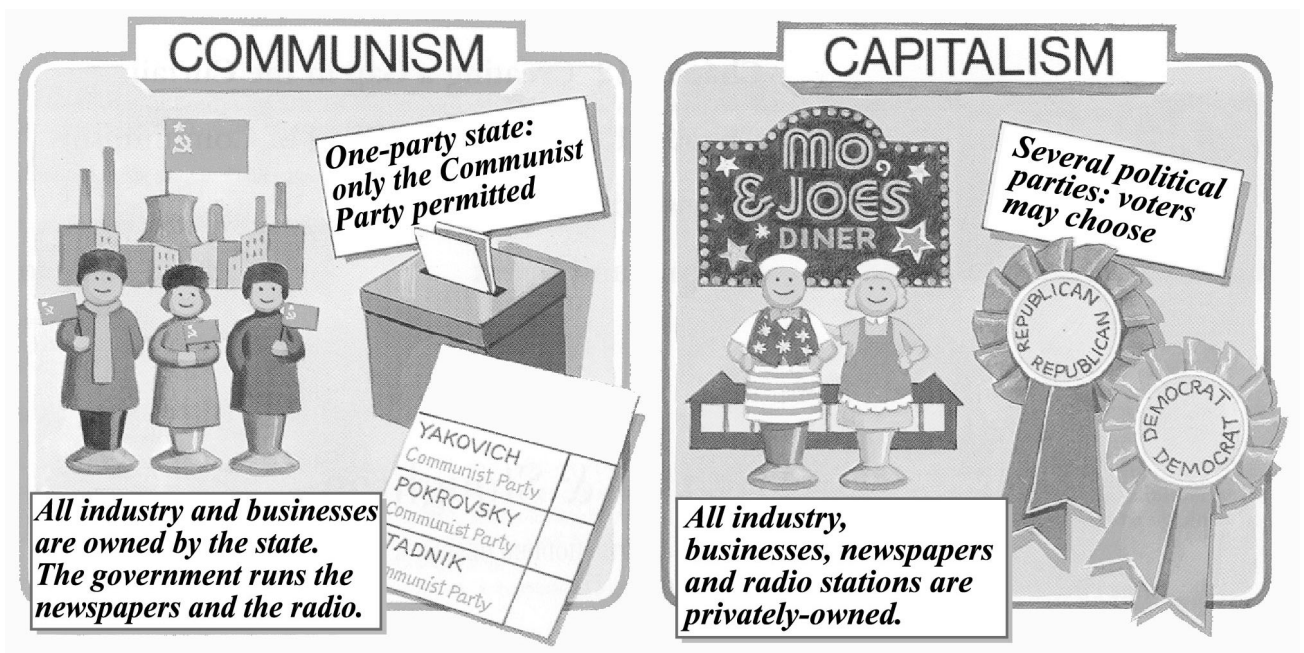 COMMUNISM
One-party state:
only the Communist
Party permitted
YAKOVICH
Communist Party
POKROVSKY
Communist Party
TADNIK
mmunist Party
All industry and businesses
are owned by the state.
The government runs the
newspapers and the radio.
CAPITALISM
MO,
& JOES
DINER
Several political
parties: voters
may choose
REPUBLICAN
REPUBLICAN
DEMOCRAT
DEMOCRAT
All industry,
businesses, newspapers
and radio stations are
privately-owned.